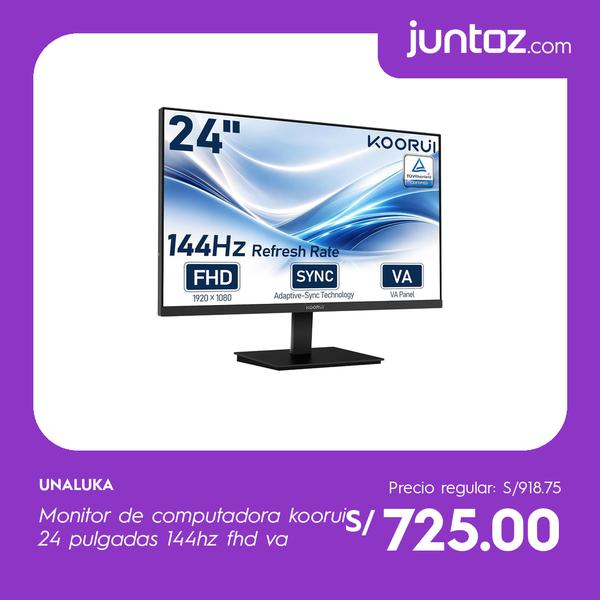 juntoz.com
24"
KOORUI
TÜVRheinland
CERTIFIED
144Hz Refresh Rate
FHD
SYNC
VA
1920 x 1080
Adaptive-Sync Technology
VA Panel
KOORUI
UNALUKA
Precio regular: S/918.75
Monitor de computadora koorui
24 pulgadas 144hz fhd va
S/ 725.00